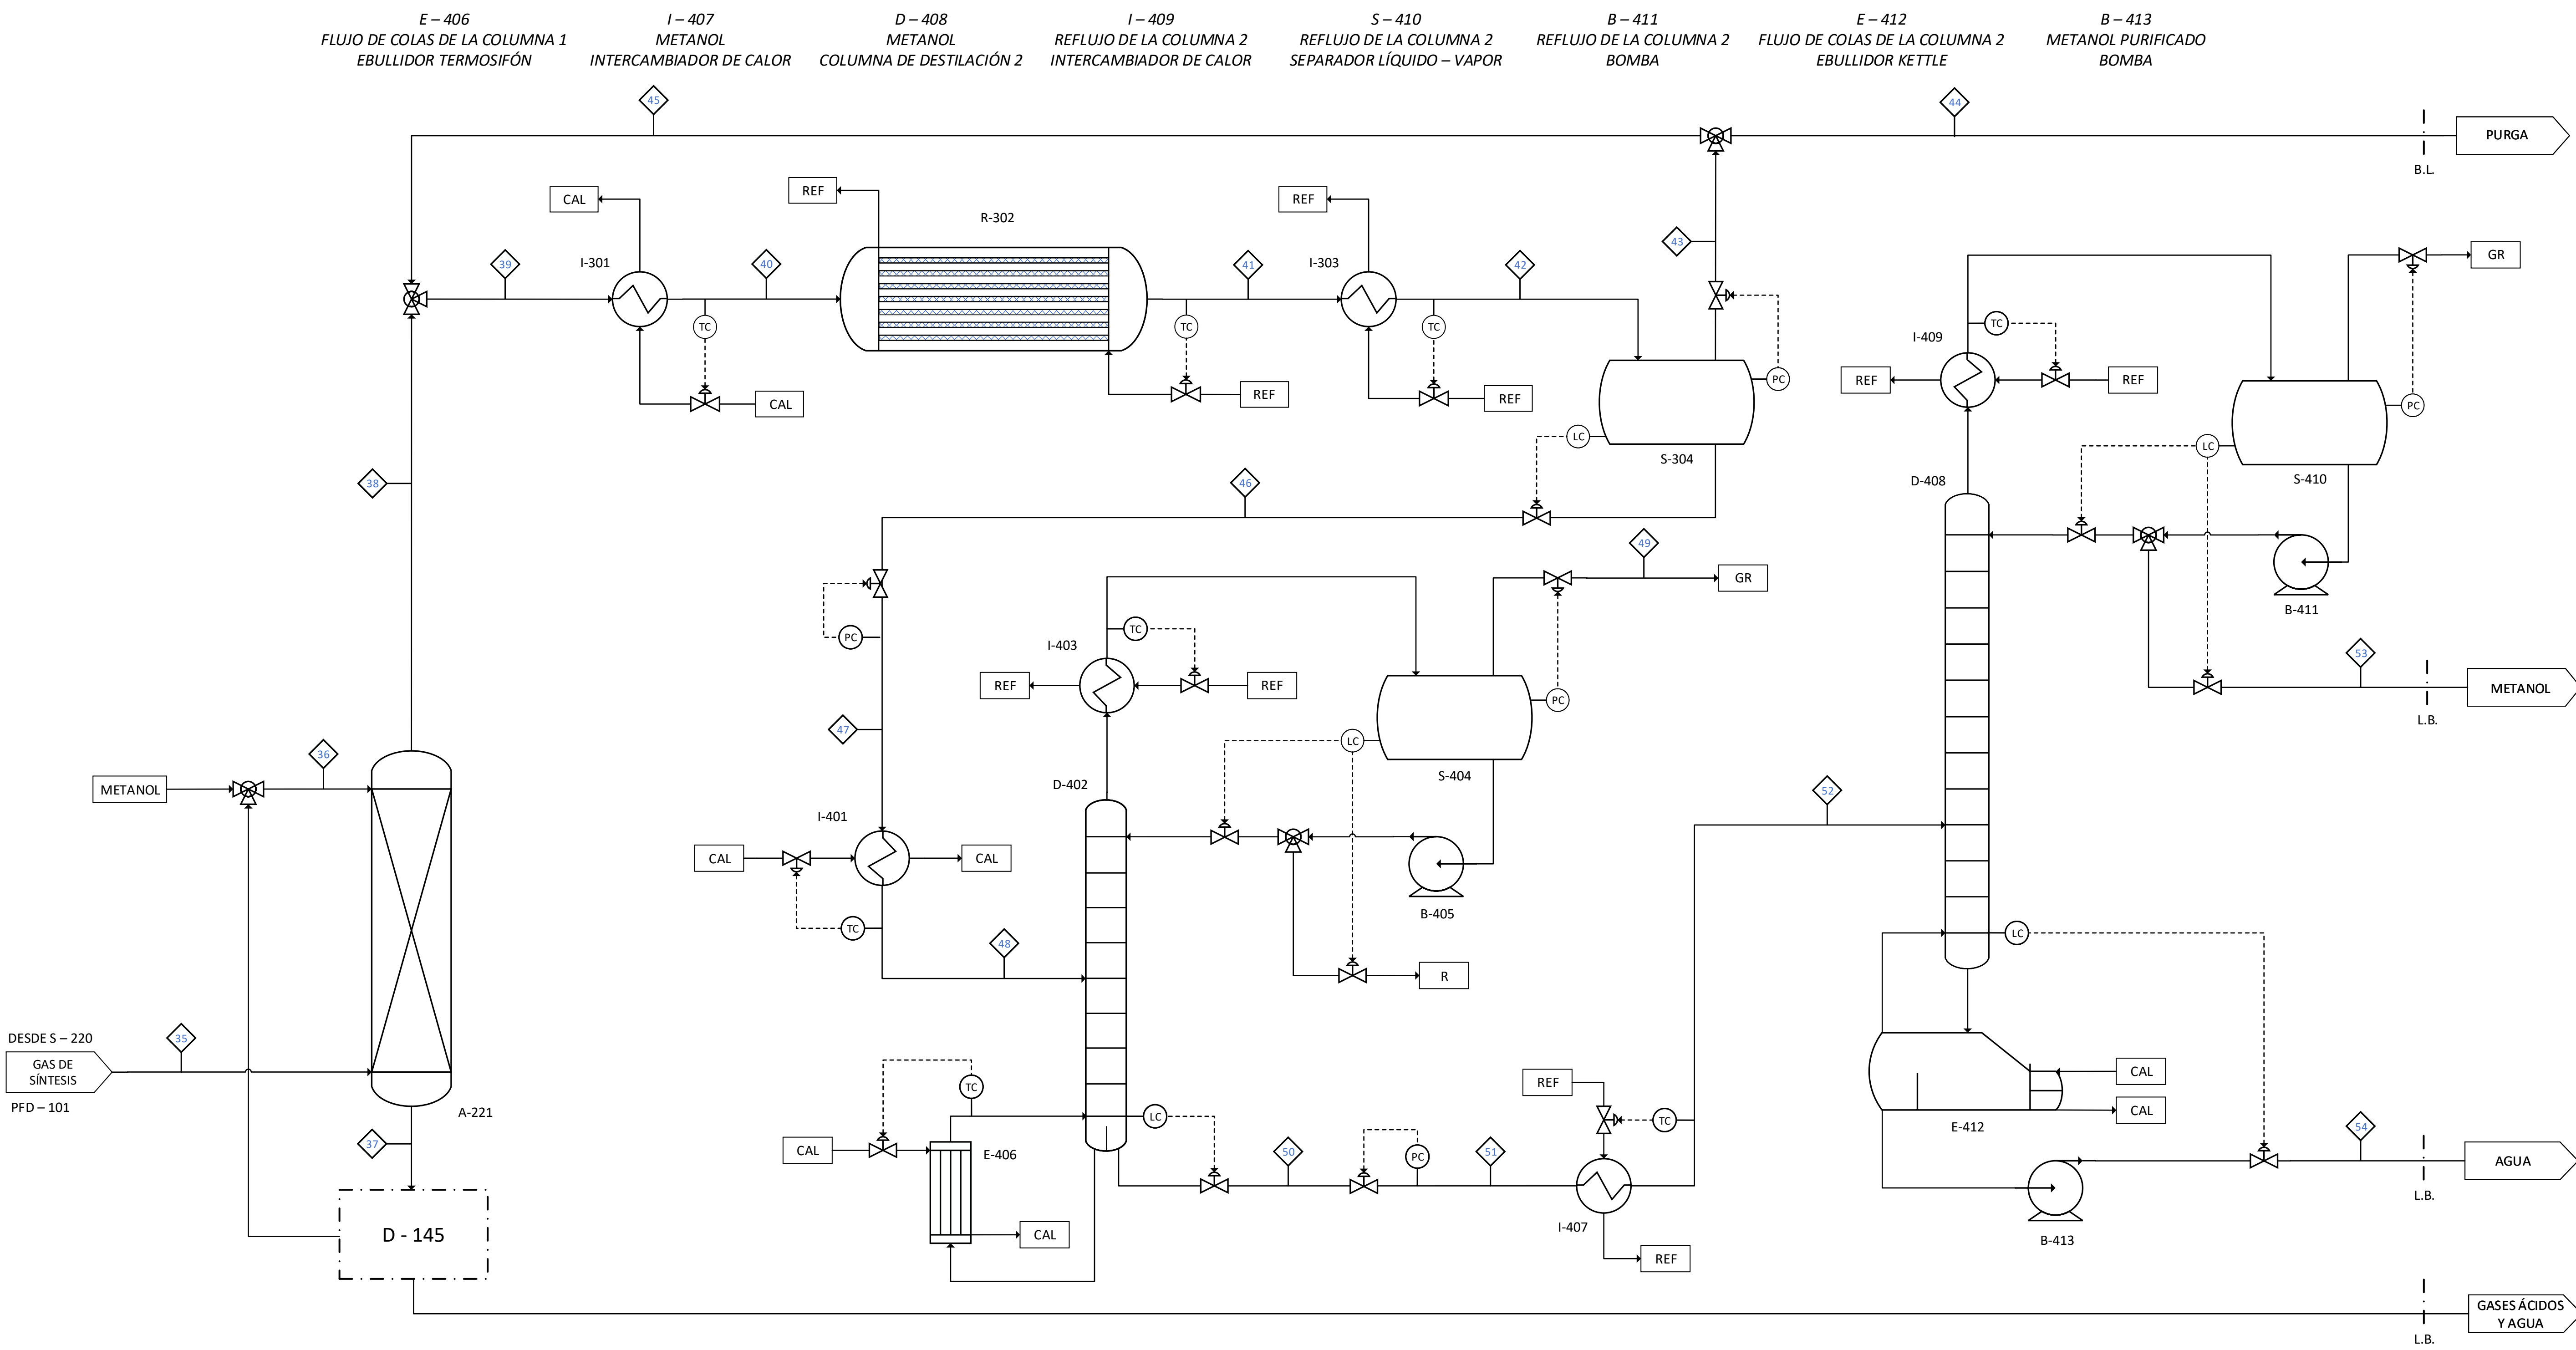 E – 406
FLUJO DE COLAS DE LA COLUMNA 1
EBULLIDOR TERMOSIFÓN
I – 407
METANOL
INTERCAMBIADOR DE CALOR
D – 408
METANOL
COLUMNA DE DESTILACIÓN 2
I – 409
REFLUJO DE LA COLUMNA 2
INTERCAMBIADOR DE CALOR
S – 410
REFLUJO DE LA COLUMNA 2
SEPARADOR LÍQUIDO – VAPOR
B – 411
REFLUJO DE LA COLUMNA 2
BOMBA
E – 412
FLUJO DE COLAS DE LA COLUMNA 2
EBULLIDOR KETTLE
B – 413
METANOL PURIFICADO
BOMBA
45
44
PURGA
B.L.
CAL
REF
R-302
REF
43
GR
39
I-301
40
41
I-303
42
TC
TC
TC
TC
I-409
CAL
REF
REF
PC
REF
REF
PC
LC
S-304
LC
S-410
38
46
D-408
49
GR
B-411
PC
I-403
TC
53
REF
REF
PC
METANOL
L.B.
47
LC
S-404
36
METANOL
D-402
52
I-401
CAL
CAL
B-405
TC
48
LC
R
DESDE S – 220
35
GAS DE
SÍNTESIS
PFD – 101
A-221
37
TC
LC
CAL
E-406
CAL
REF
TC
50
PC
51
I-407
REF
CAL
CAL
E-412
54
AGUA
L.B.
B-413
D - 145
GASES ÁCIDOS
Y AGUA
L.B.